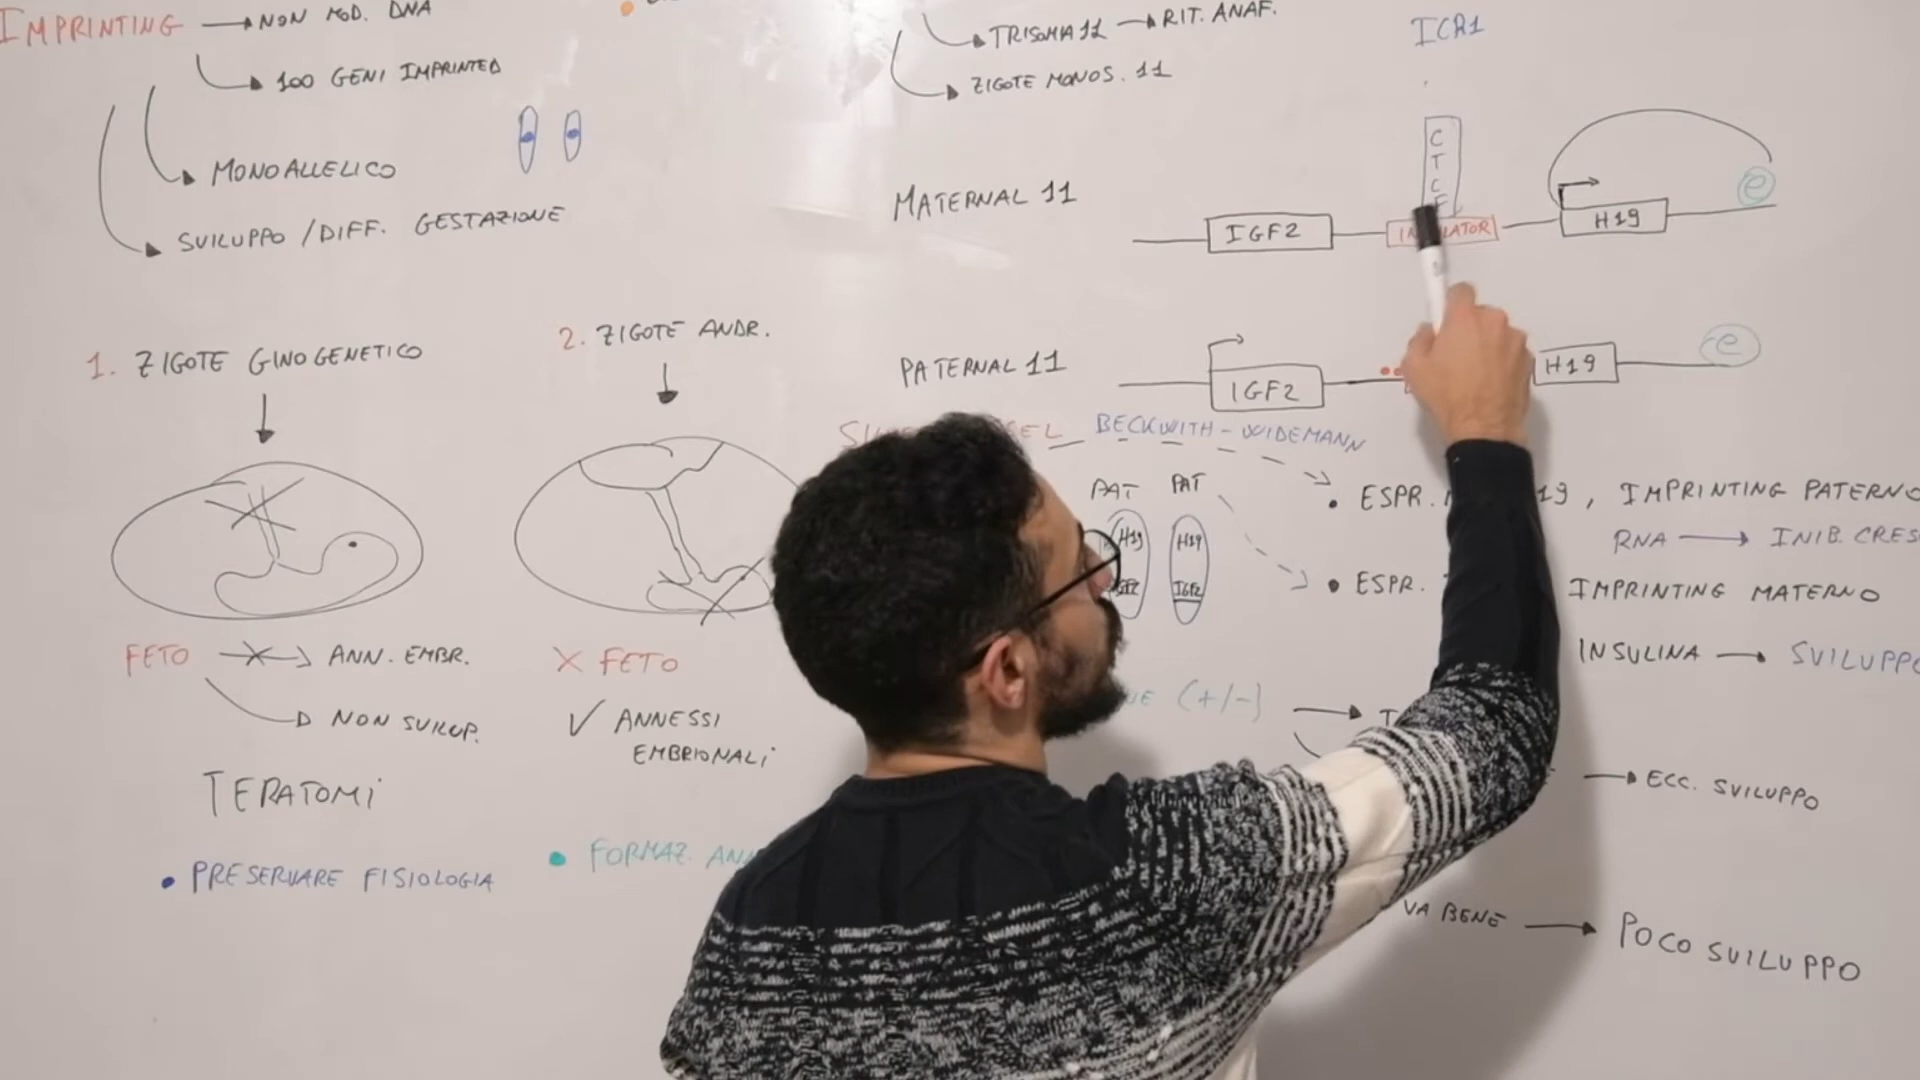 IMPRINTING → NON MOD. DNA
100 GENI IMPRINTED
MONOALLELICO
SVILUPPO / DIFF. GESTAZIONE
1. ZIGOTE GINOGENETICO
FETO ANN. EMBR.
NON SVILUP.
TERATOMI
• PRESERVARE FISIOLOGIA
2. ZIGOTE ANDR.
X FETO
✓ ANNESSI
EMBRIONALI
• FORMAZ.
TRISOMIA 11 → RIT. ANAF.
ZIGOTE MONOS. 11
ICR1
MATERNAL 11
CTCF
IGF2
H19
e
PATERNAL 11
IGF2
H19
e
BECKWITH - WIDEMANN
PAT PAT
H19 H19
IGF2
• ESPR. 19, IMPRINTING PATERNO
RNA → INIB. CRES
• ESPR. IMPRINTING MATERNO
INSULINA → SVILUPPO
(+/-) →
→ ECC. SVILUPPO
VA BENE → POCO SVILUPPO